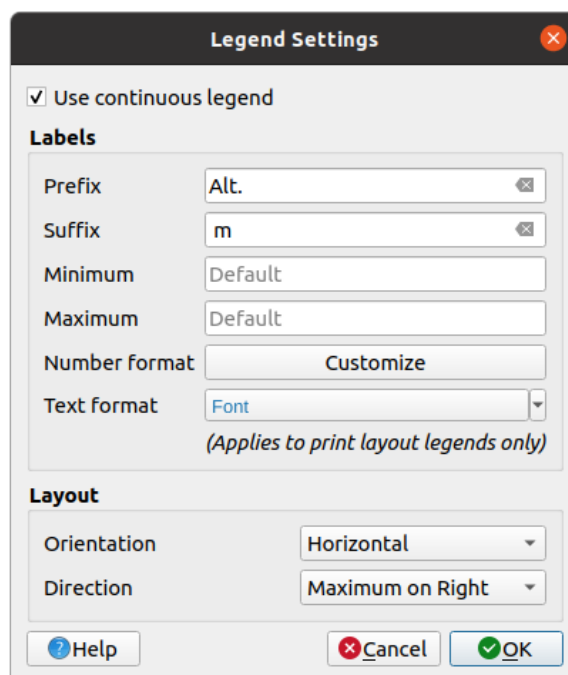 Legend Settings
Use continuous legend
Labels
Prefix Alt.
Suffix m
Minimum Default
Maximum Default
Number format Customize
Text format Font
(Applies to print layout legends only)
Layout
Orientation Horizontal
Direction Maximum on Right
Help Cancel OK